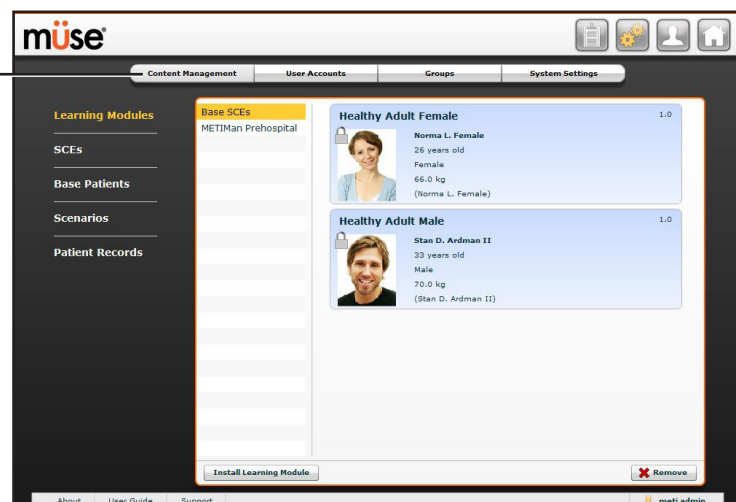 müse
Content Management User Accounts Groups System Settings
Learning Modules
SCEs
Base Patients
Scenarios
Patient Records
Base SCEs
METIMan Prehospital
Healthy Adult Female 1.0
Norma L. Female
26 years old
Female
66.0 kg
(Norma L. Female)
Healthy Adult Male 1.0
Stan D. Ardman II
33 years old
Male
70.0 kg
(Stan D. Ardman II)
Install Learning Module Remove
About User Guide Support meti admin